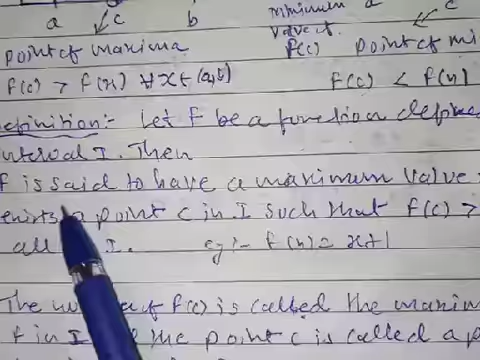 a c b minimum a c
value of f(c)
point of maxima point of mi
f(c) > f(x) ∀ x ∈ (a,b) f(c) < f(x)
Definition:- Let f be a function define
interval I. Then
f is said to have a maximum value
exists a point c in I such that f(c) >
all I. eg:- f(x) = x+1
The of f(c) is called the maxim
f in I the point c is called a p